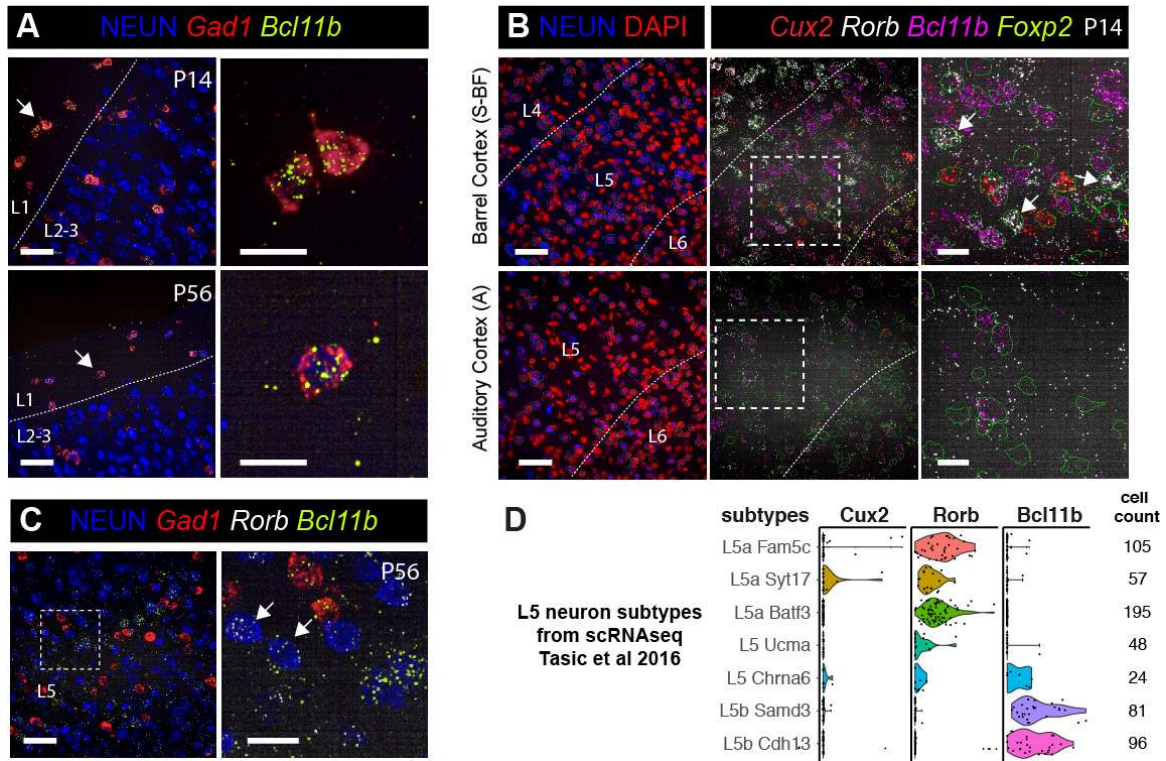 A
NEUN Gad1 Bcl11b
P14
L1
L2-3
P56
L1
L2-3
B
NEUN DAPI
Cux2 Rorb Bcl11b Foxp2 P14
Barrel Cortex (S-BF)
L4
L5
L6
Auditory Cortex (A)
L5
L6
C
NEUN Gad1 Rorb Bcl11b
P56
L5
D
L5 neuron subtypes
from scRNAseq
Tasic et al 2016
subtypes Cux2 Rorb Bcl11b cell count
L5a Fam5c 105
L5a Syt17 57
L5a Batf3 195
L5 Ucma 48
L5 Chrna6 24
L5b Samd3 81
L5b Cdh13 96